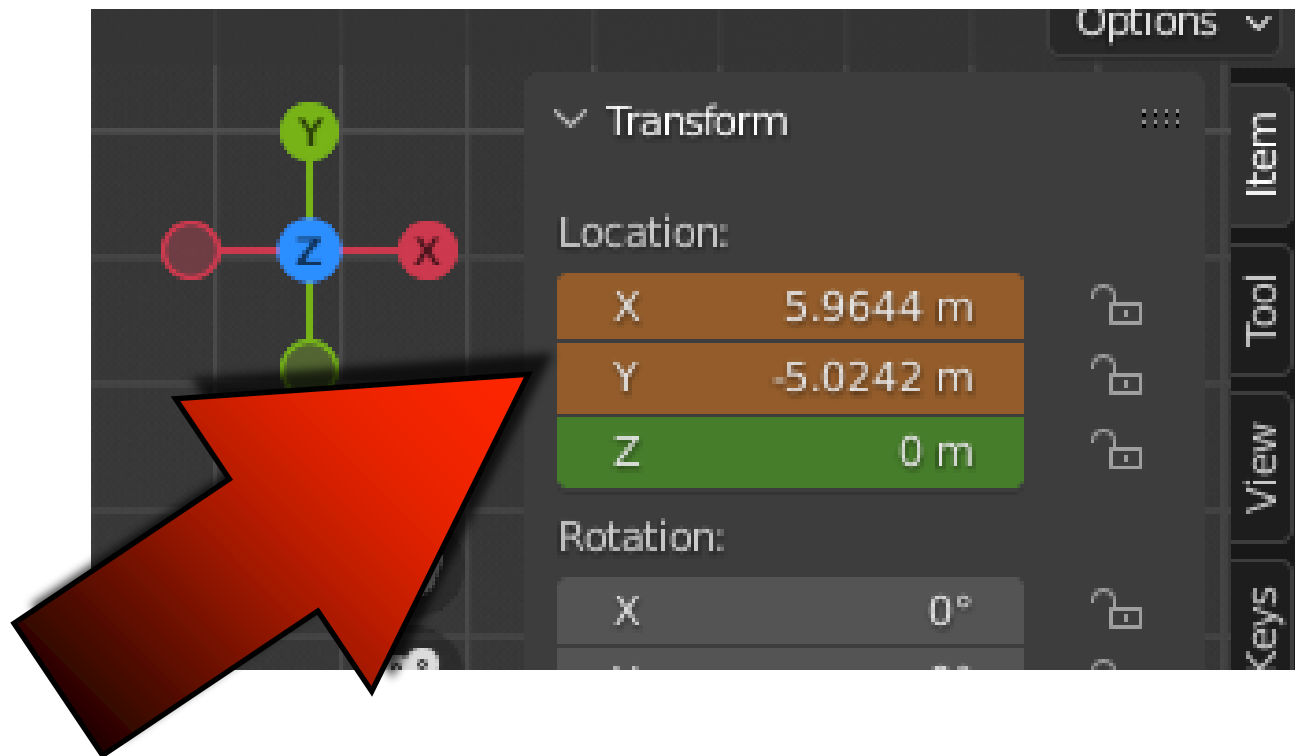 Options
Transform
Y
Z X
Location:
X 5.9644 m
Y -5.0242 m
Z 0 m
Rotation:
X 0°
Item
Tool
View
Keys